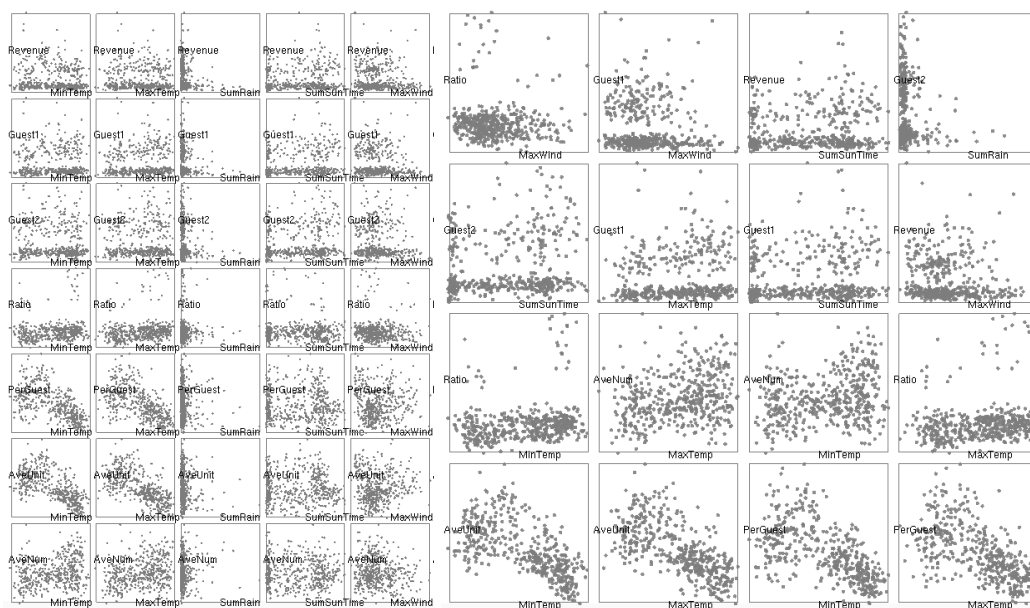 Revenue Revenue Revenue Revenue Revenue
MinTemp MaxTemp SumRain SumSunTime MaxWind
Guest1 Guest1 Guest1 Guest1 Guest1
MinTemp MaxTemp SumRain SumSunTime MaxWind
Guest2 Guest2 Guest2 Guest2 Guest2
MinTemp MaxTemp SumRain SumSunTime MaxWind
Ratio Ratio Ratio Ratio Ratio
MinTemp MaxTemp SumRain SumSunTime MaxWind
PerGuest PerGuest PerGuest PerGuest PerGuest
MinTemp MaxTemp SumRain SumSunTime MaxWind
AveUnit AveUnit AveUnit AveUnit AveUnit
MinTemp MaxTemp SumRain SumSunTime MaxWind
AveNum AveNum AveNum AveNum AveNum
MinTemp MaxTemp SumRain SumSunTime MaxWind
Ratio Guest1 Revenue Guest2
MaxWind MaxWind SumSunTime SumRain
Guest2 Guest1 Guest1 Revenue
SumSunTime MaxTemp SumSunTime MaxWind
Ratio AveNum AveNum Ratio
MinTemp MaxTemp MinTemp MaxTemp
AveUnit AveUnit PerGuest PerGuest
MinTemp MaxTemp MinTemp MaxTemp